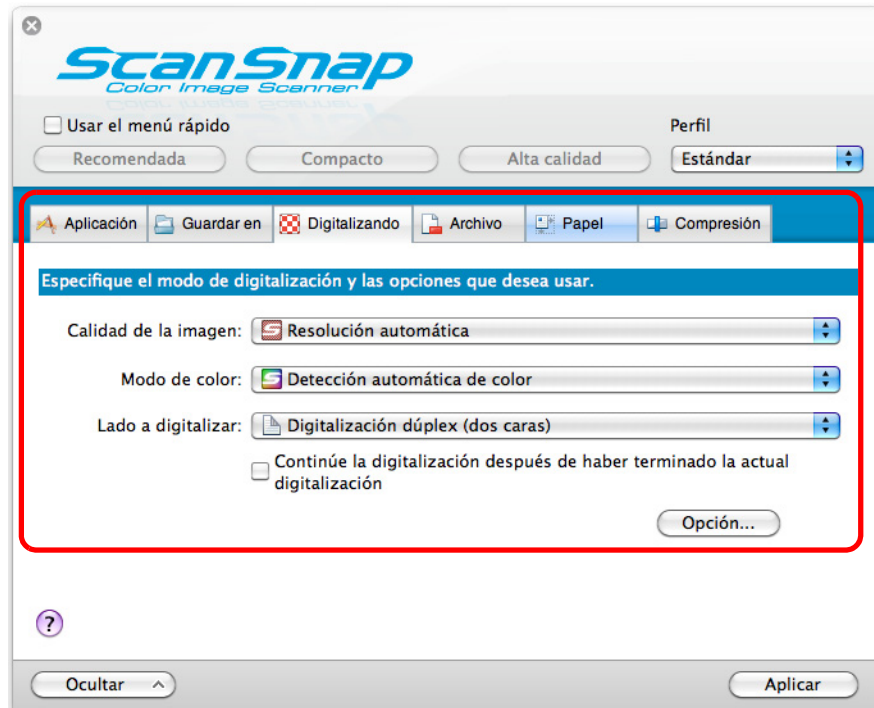 ScanSnap
Color Image Scanner
Usar el menú rápido
Perfil
Recomendada
Compacto
Alta calidad
Estándar
Aplicación
Guardar en
Digitalizando
Archivo
Papel
Compresión
Especifique el modo de digitalización y las opciones que desea usar.
Calidad de la imagen: Resolución automática
Modo de color: Detección automática de color
Lado a digitalizar: Digitalización dúplex (dos caras)
Continúe la digitalización después de haber terminado la actual
digitalización
Opción...
?
Ocultar
Aplicar